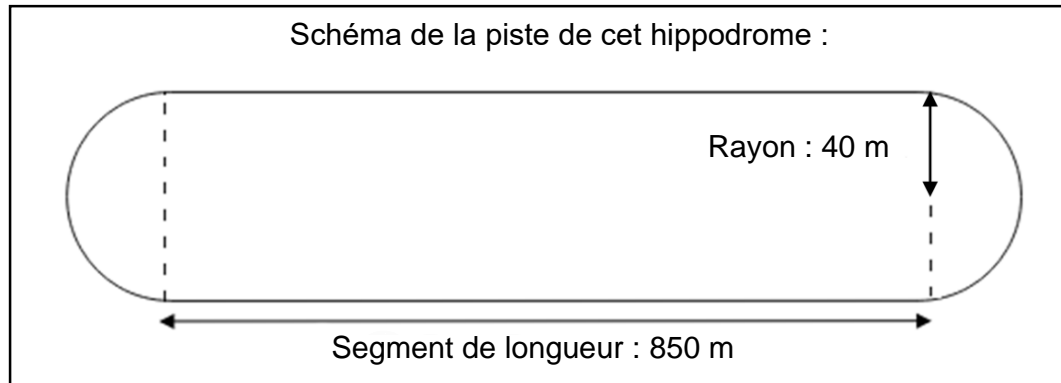 Schéma de la piste de cet hippodrome :
Rayon : 40 m
Segment de longueur : 850 m